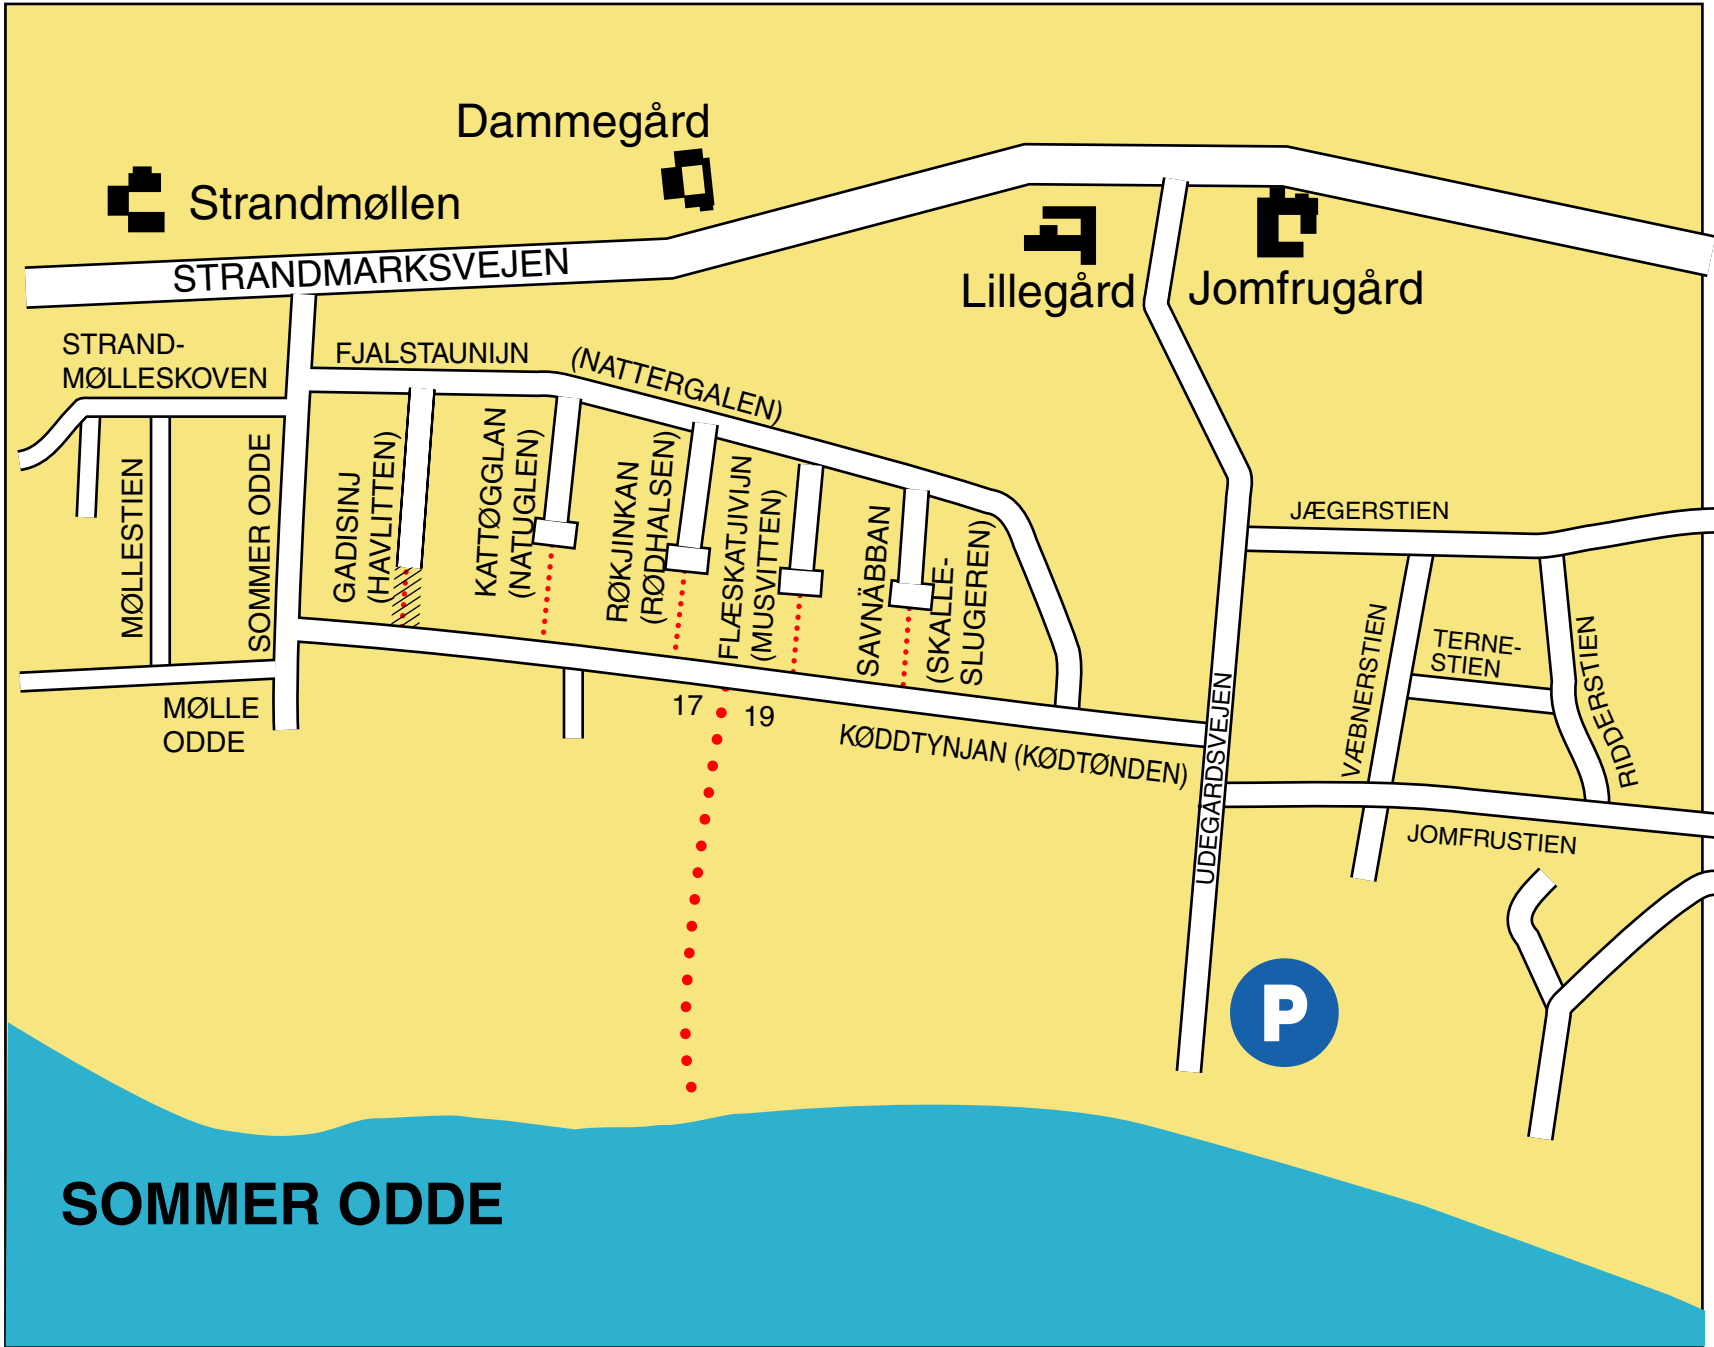 Dammegård
Strandmøllen
STRANDMARKSVEJEN
Lillegård
Jomfrugård
STRAND-
MØLLESKOVEN
FJALSTAUNIJN
(NATTERGALEN)
MØLLESTIEN
SOMMER ODDE
GADISINJ
(HAVLITTEN)
KATTØGGLAN
(NATUGLEN)
RØKJINKAN
(RØDHALSEN)
FLÆSKATJIVIJN
(MUSVITTEN)
SAVNÄBBAN
(SKALLE-
SLUGEREN)
JÆGERSTIEN
VÆBNERSTIEN
TERNE-
STIEN
RIDDERSTIEN
MØLLE
ODDE
17
19
KØDDTYNJAN (KØDTØNDEN)
UDEGÅRDSVEJEN
JOMFRUSTIEN
P
SOMMER ODDE